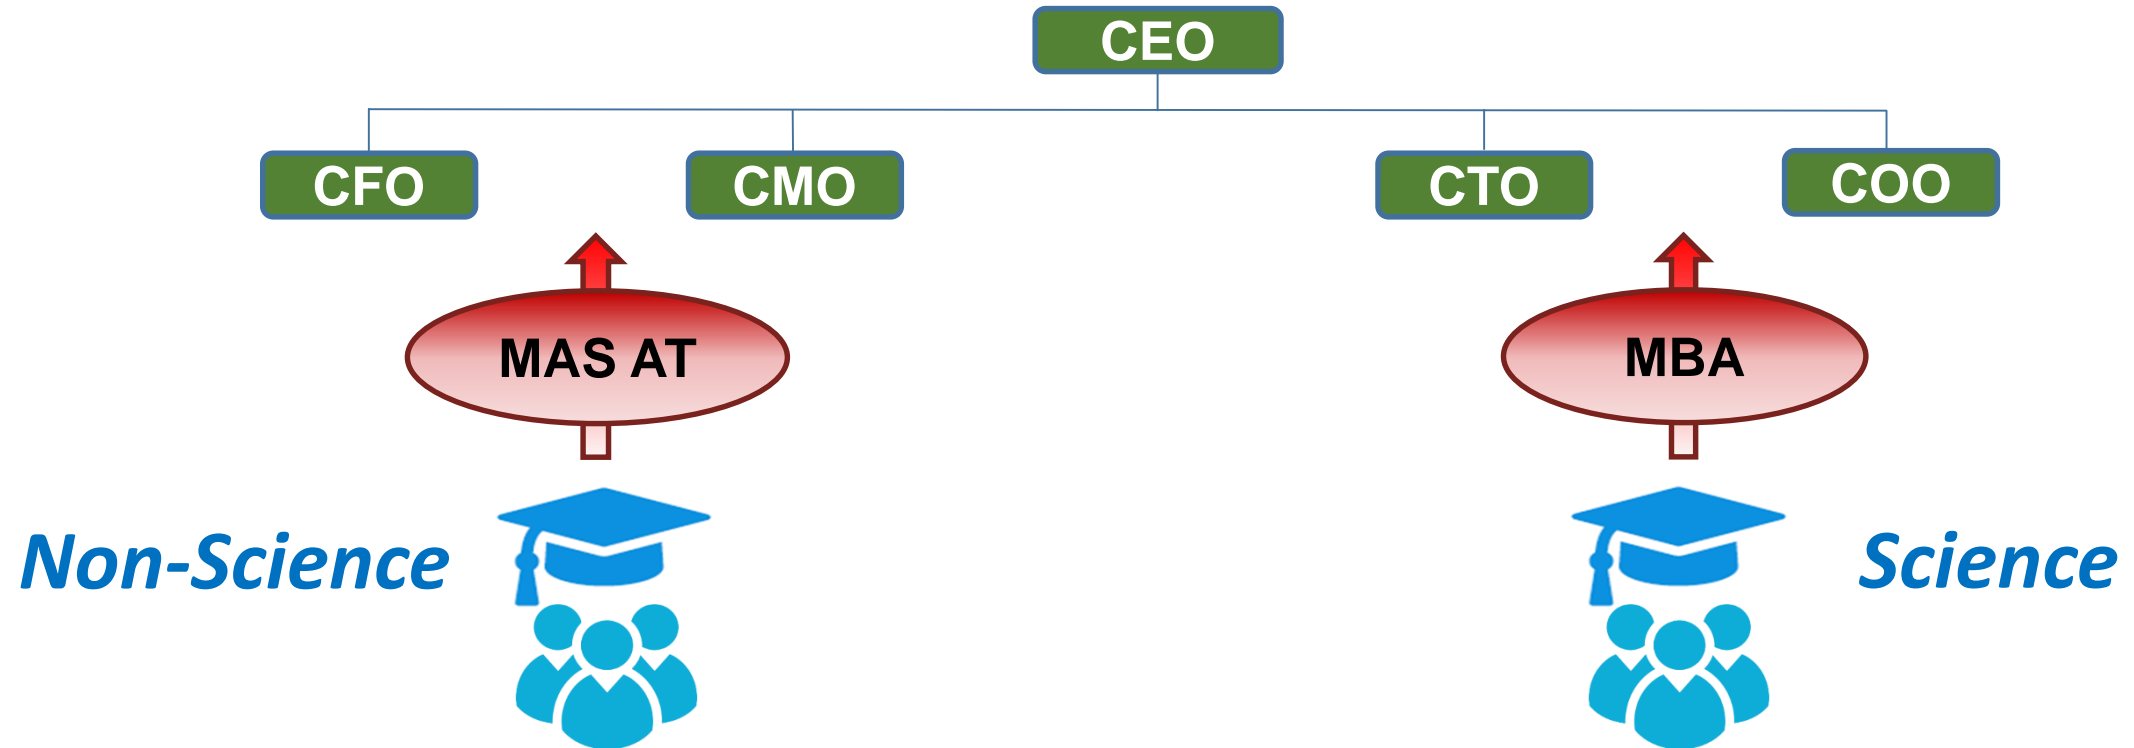 CEO
CFO
CMO
CTO
COO
MAS AT
MBA
Non-Science
Science